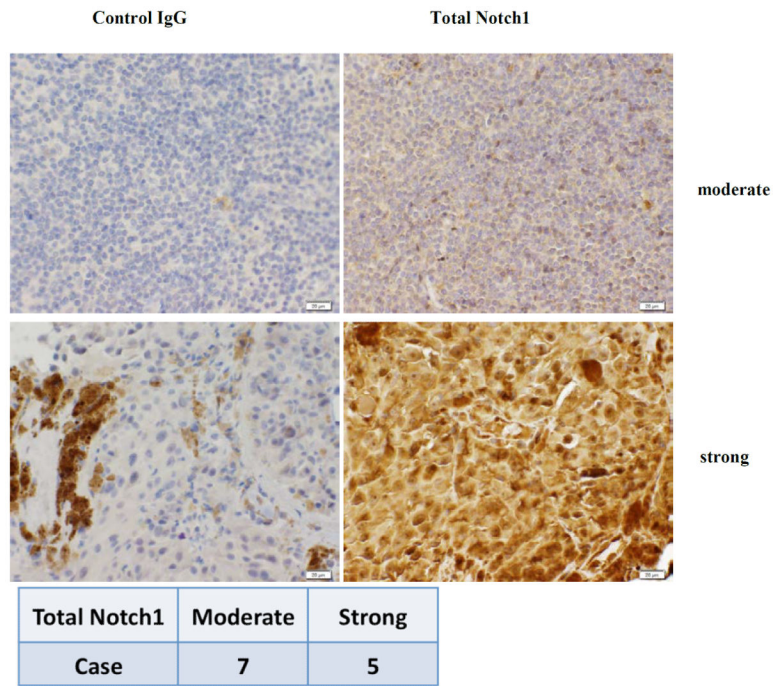 Control IgG Total Notch1
moderate
strong
Total Notch1 Moderate Strong
Case 7 5